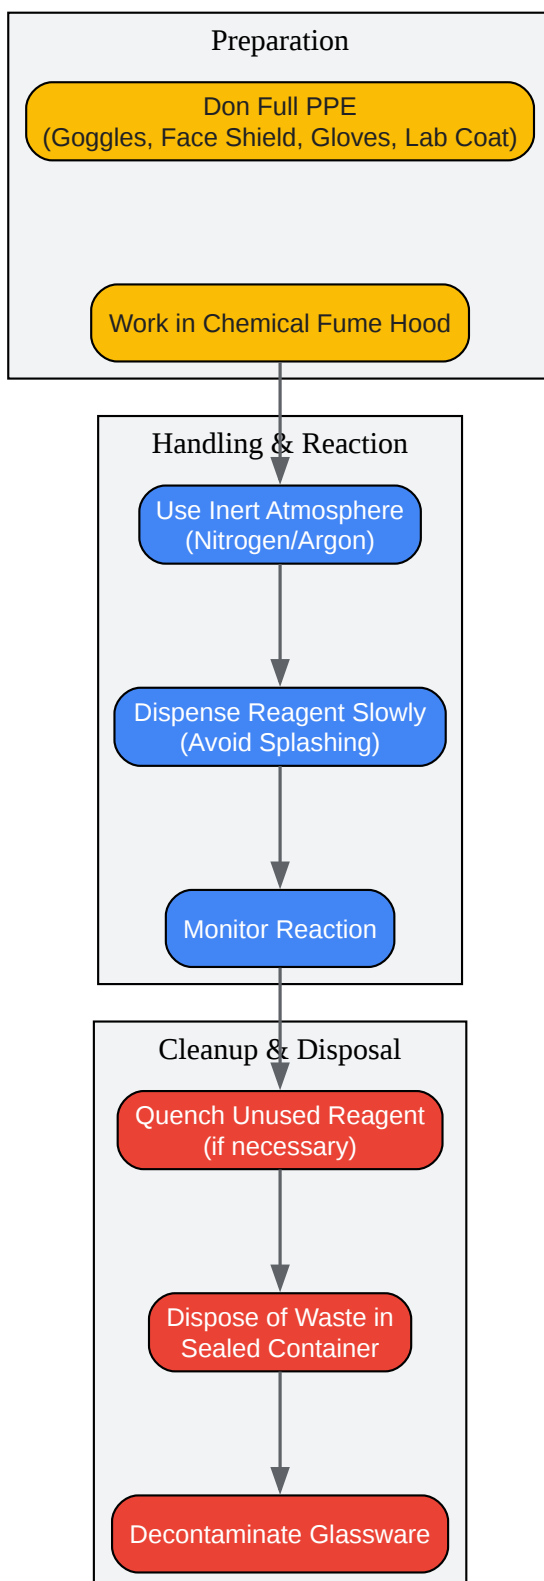 Preparation
Don Full PPE
(Goggles, Face Shield, Gloves, Lab Coat)
Work in Chemical Fume Hood
Handling & Reaction
Use Inert Atmosphere
(Nitrogen/Argon)
Dispense Reagent Slowly
(Avoid Splashing)
Monitor Reaction
Cleanup & Disposal
Quench Unused Reagent
(if necessary)
Dispose of Waste in
Sealed Container
Decontaminate Glassware